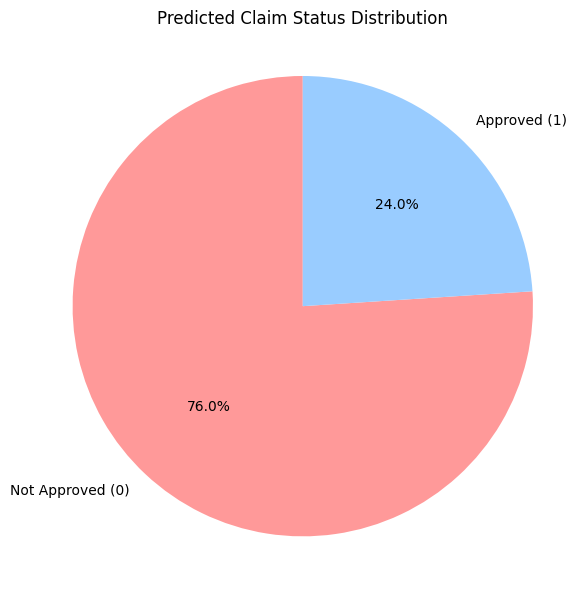 Predicted Claim Status Distribution
Approved (1)
24.0%
76.0%
Not Approved (0)